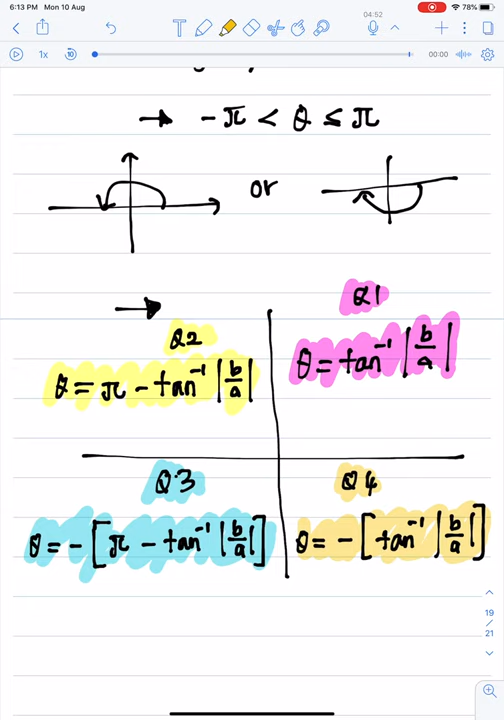 6:13 PM Mon 10 Aug
04:52
78%
1x
10
00:00
→ -π < θ ≤ π
or
→
Q1
θ = tan⁻¹ |b/a|
Q2
θ = π - tan⁻¹ |b/a|
Q3
θ = - [π - tan⁻¹ |b/a|]
Q4
θ = - [tan⁻¹ |b/a|]
19
/
21